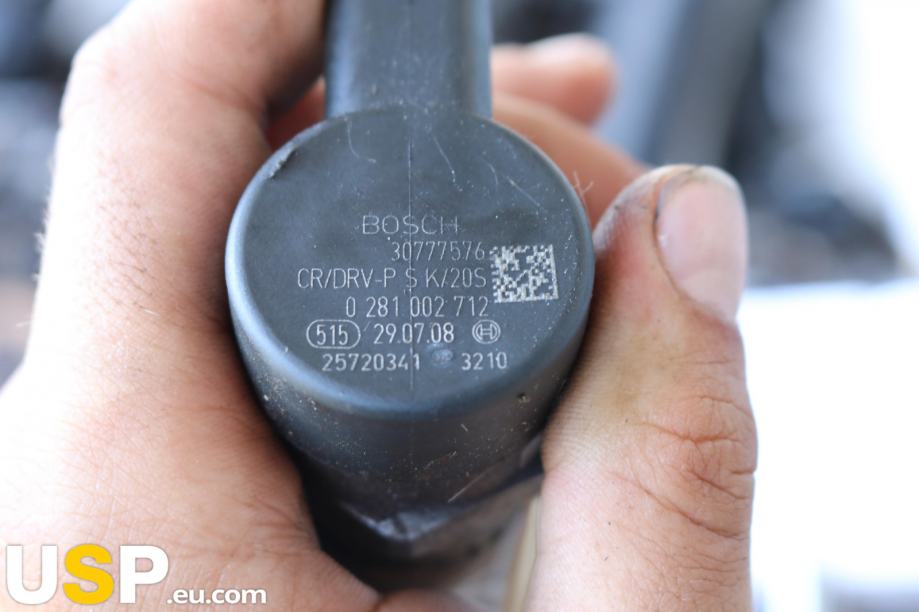 BOSCH
30777576
CR/DRV-P S K/20S
0 281 002 712
515 29.07.08
25720341 3210
USP.eu.com